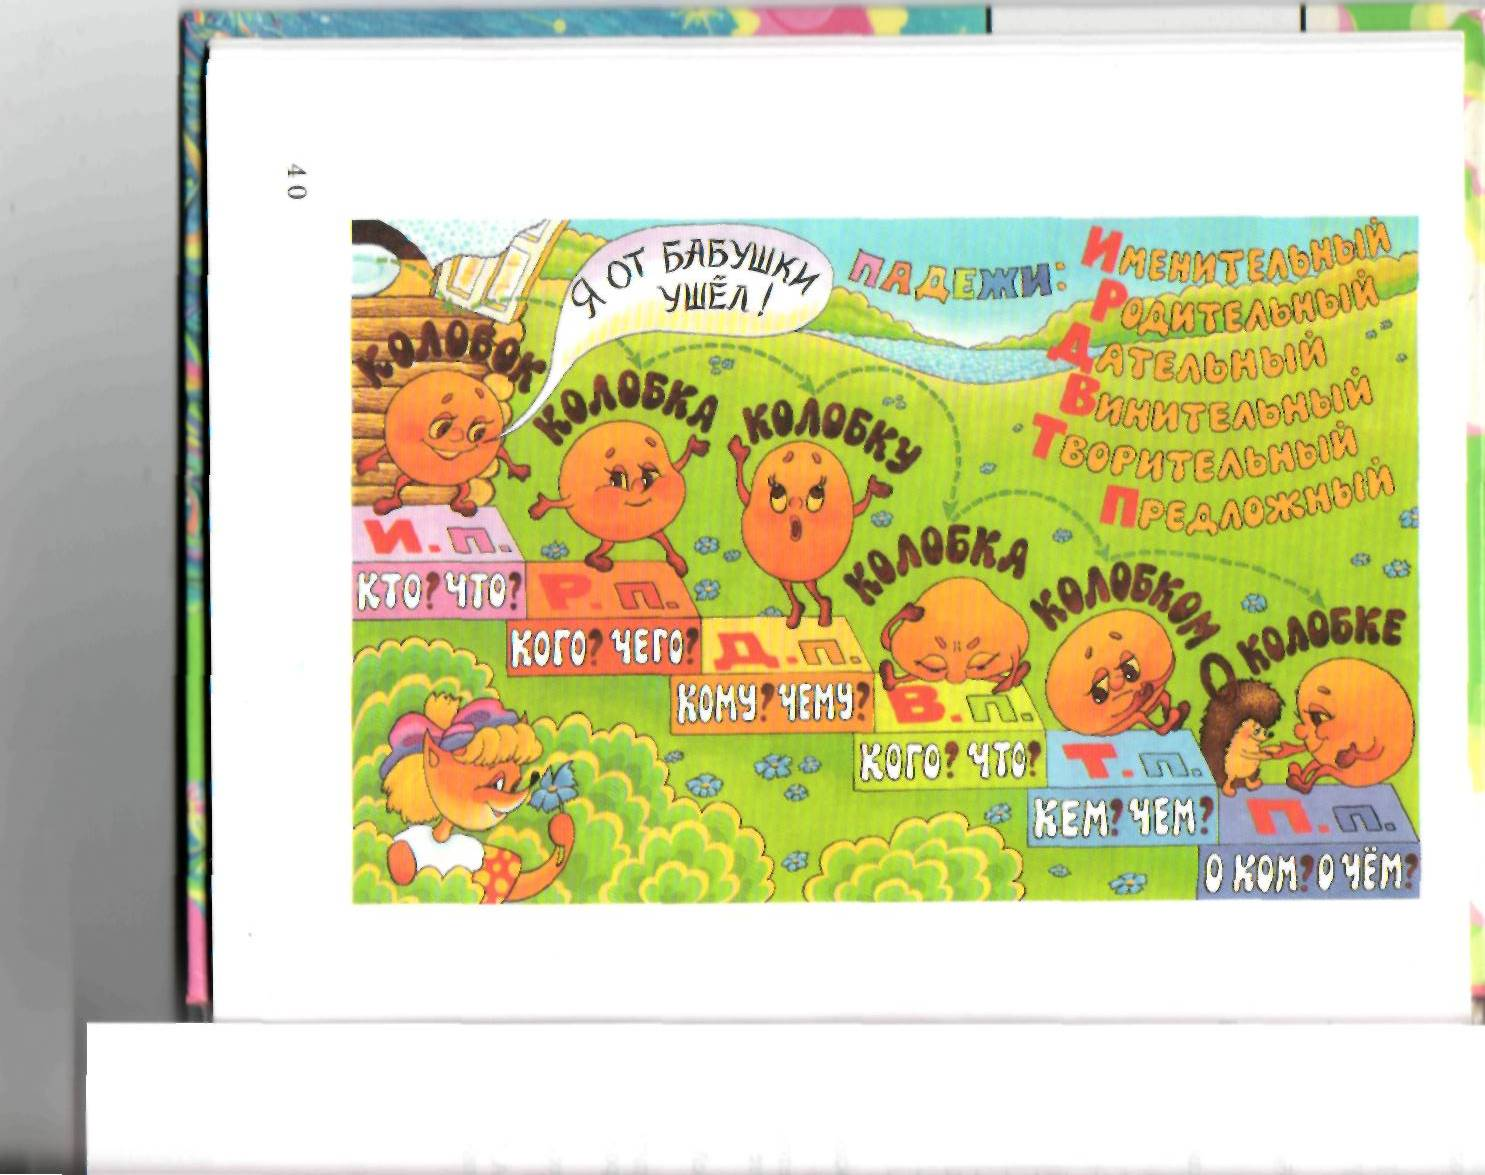 40
Я ОТ БАБУШКИ
УШЁЛ!
ПАДЕЖИ:
ИМЕНИТЕЛЬНЫЙ
РОДИТЕЛЬНЫЙ
ДАТЕЛЬНЫЙ
ВИНИТЕЛЬНЫЙ
ТВОРИТЕЛЬНЫЙ
ПРЕДЛОЖНЫЙ
КОЛОБОК
И. п.
КТО? ЧТО?
КОЛОБКА
Р. п.
КОГО? ЧЕГО?
КОЛОБКУ
Д. п.
КОМУ? ЧЕМУ?
КОЛОБКА
В. п.
КОГО? ЧТО?
КОЛОБКОМ
Т. п.
КЕМ? ЧЕМ?
О КОЛОБКЕ
П. п.
О КОМ? О ЧЁМ?